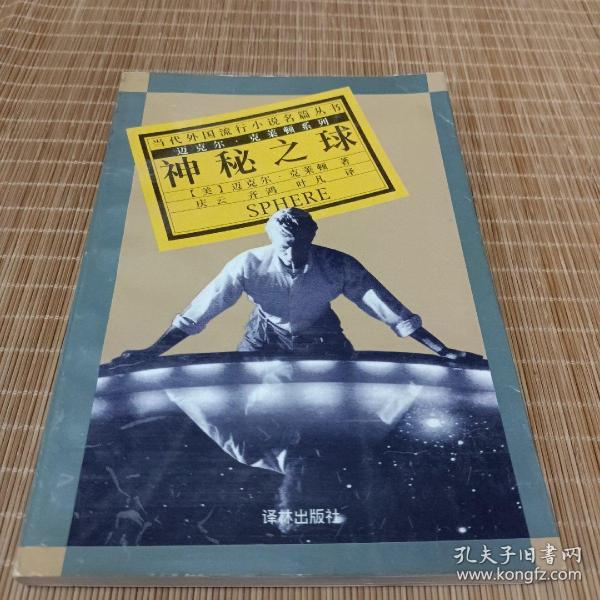 当代外国流行小说名篇丛书
迈克尔·克莱顿系列
神秘之球
【美】迈克尔·克莱顿 著
庆云 齐鸿 叶凡 译
SPHERE
译林出版社
孔夫子旧书网
www.kongfz.com